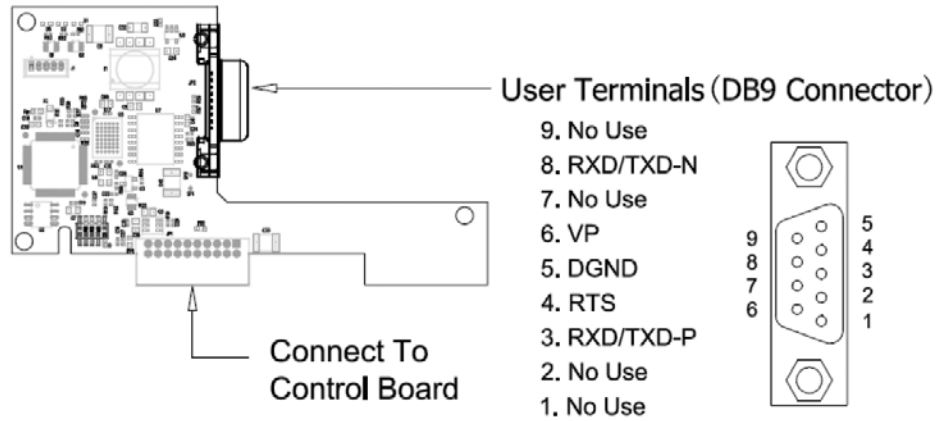 User Terminals (DB9 Connector)
9. No Use
8. RXD/TXD-N
7. No Use
6. VP
5. DGND
4. RTS
3. RXD/TXD-P
2. No Use
1. No Use
9
8
7
6
5
4
3
2
1
Connect To
Control Board